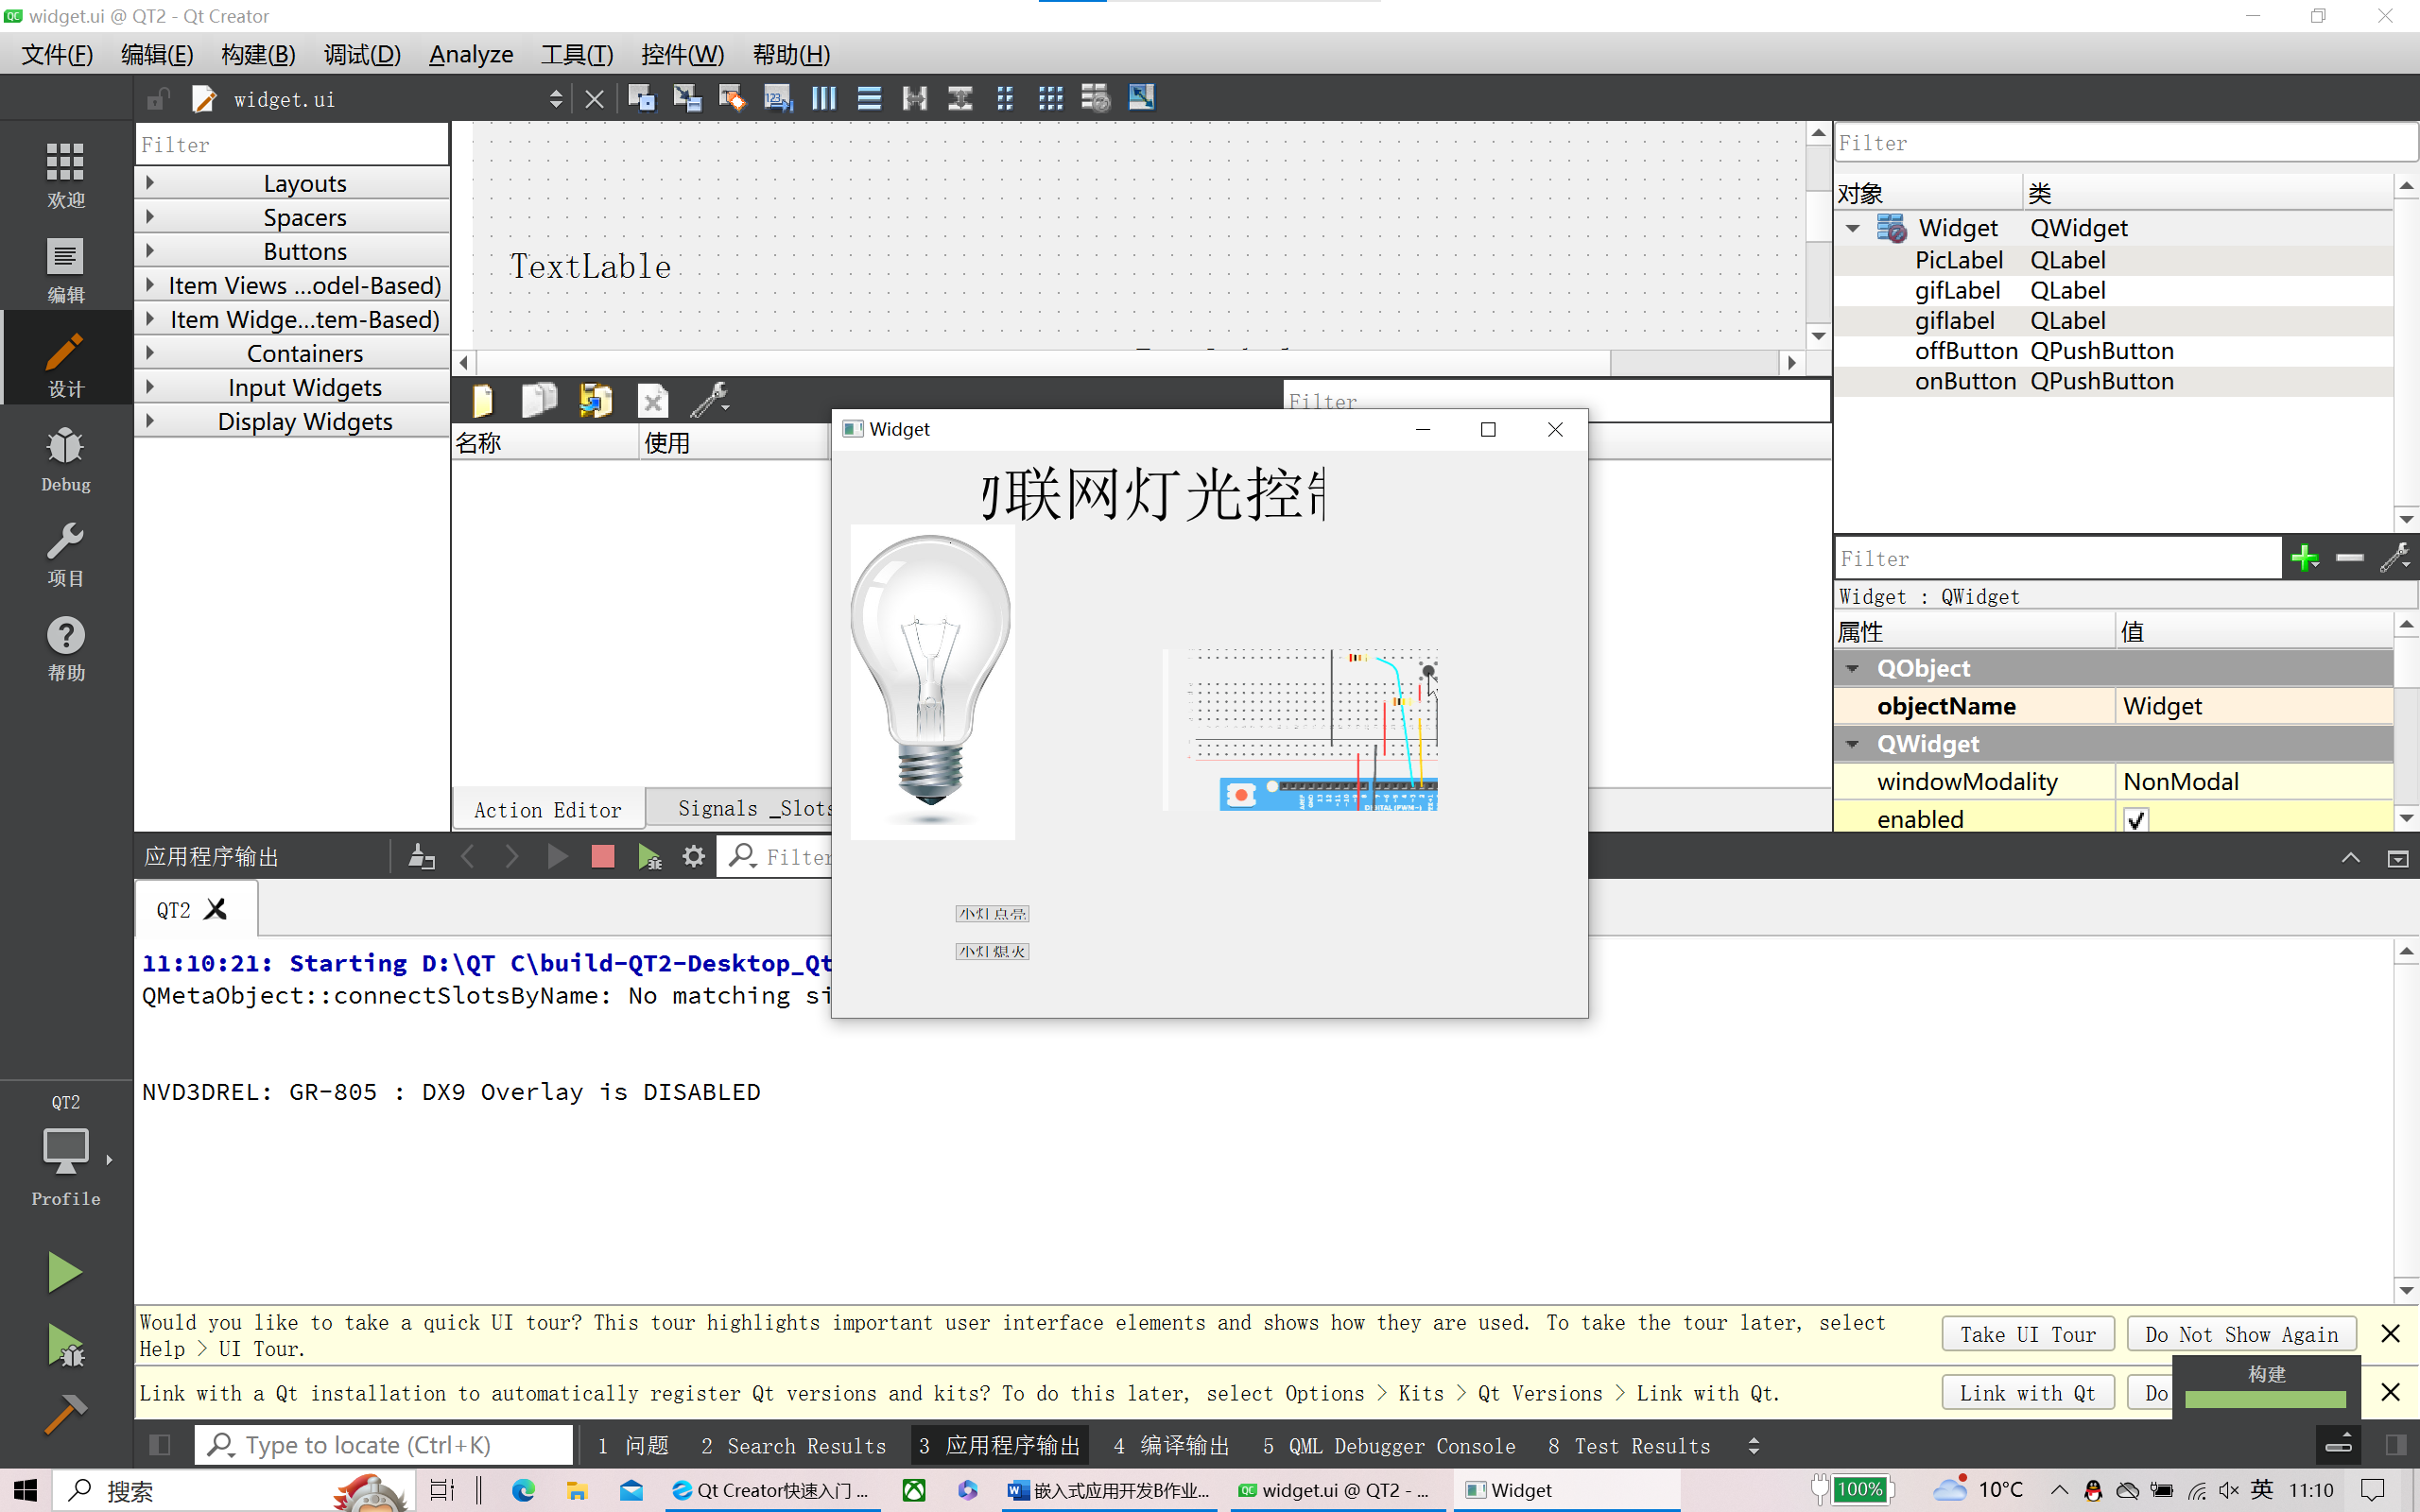 widget.ui @ QT2 - Qt Creator
文件(F) 编辑(E) 构建(B) 调试(D) Analyze 工具(T) 控件(W) 帮助(H)
widget.ui
欢迎
编辑
设计
Debug
项目
帮助
QT2
Profile
Filter
Layouts
Spacers
Buttons
Item Views ...odel-Based)
Item Widge...tem-Based)
Containers
Input Widgets
Display Widgets
TextLable
Filter
名称 使用
Action Editor Signals _Slots
Filter
对象 类
Widget QWidget
PicLabel QLabel
gifLabel QLabel
giflabel QLabel
offButton QPushButton
onButton QPushButton
Filter
Widget : QWidget
属性 值
QObject
objectName Widget
QWidget
windowModality NonModal
enabled
Widget
联网灯光控
DIGITAL (PWM~)
小灯点亮
小灯熄火
应用程序输出
Filter
QT2
11:10:21: Starting D:\QT C\build-QT2-Desktop_Qt
QMetaObject::connectSlotsByName: No matching si
NVD3DREL: GR-805 : DX9 Overlay is DISABLED
Would you like to take a quick UI tour? This tour highlights important user interface elements and shows how they are used. To take the tour later, select
Help > UI Tour.
Take UI Tour Do Not Show Again
Link with a Qt installation to automatically register Qt versions and kits? To do this later, select Options > Kits > Qt Versions > Link with Qt.
Link with Qt Do
构建
Type to locate (Ctrl+K) 1 问题 2 Search Results 3 应用程序输出 4 编译输出 5 QML Debugger Console 8 Test Results
搜索 Qt Creator快速入门 ... 嵌入式应用开发B作业... widget.ui @ QT2 - ... Widget 100% 10°C 英 11:10